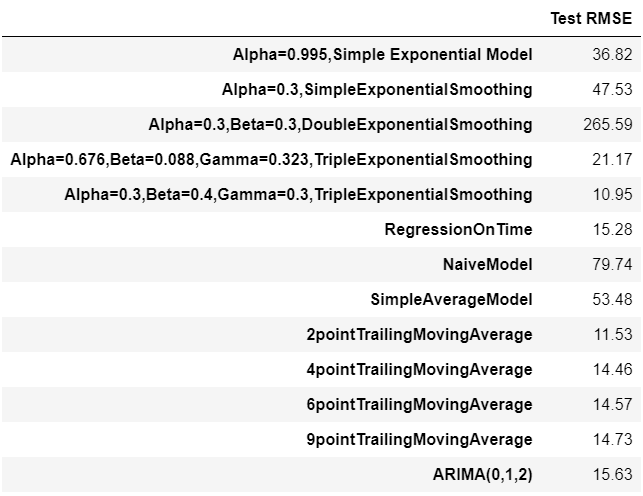 Test RMSE
Alpha=0.995,Simple Exponential Model 36.82
Alpha=0.3,SimpleExponentialSmoothing 47.53
Alpha=0.3,Beta=0.3,DoubleExponentialSmoothing 265.59
Alpha=0.676,Beta=0.088,Gamma=0.323,TripleExponentialSmoothing 21.17
Alpha=0.3,Beta=0.4,Gamma=0.3,TripleExponentialSmoothing 10.95
RegressionOnTime 15.28
NaiveModel 79.74
SimpleAverageModel 53.48
2pointTrailingMovingAverage 11.53
4pointTrailingMovingAverage 14.46
6pointTrailingMovingAverage 14.57
9pointTrailingMovingAverage 14.73
ARIMA(0,1,2) 15.63